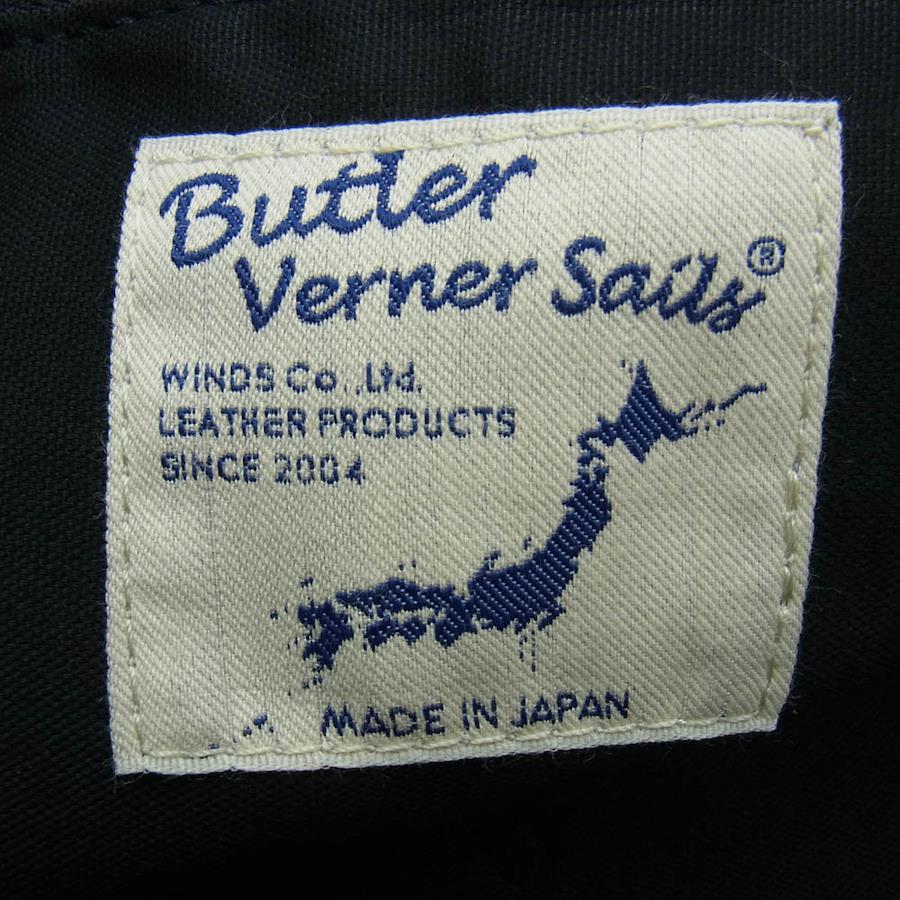 Butler
Verner Sails®
WINDS Co.,Ltd.
LEATHER PRODUCTS
SINCE 2004
MADE IN JAPAN